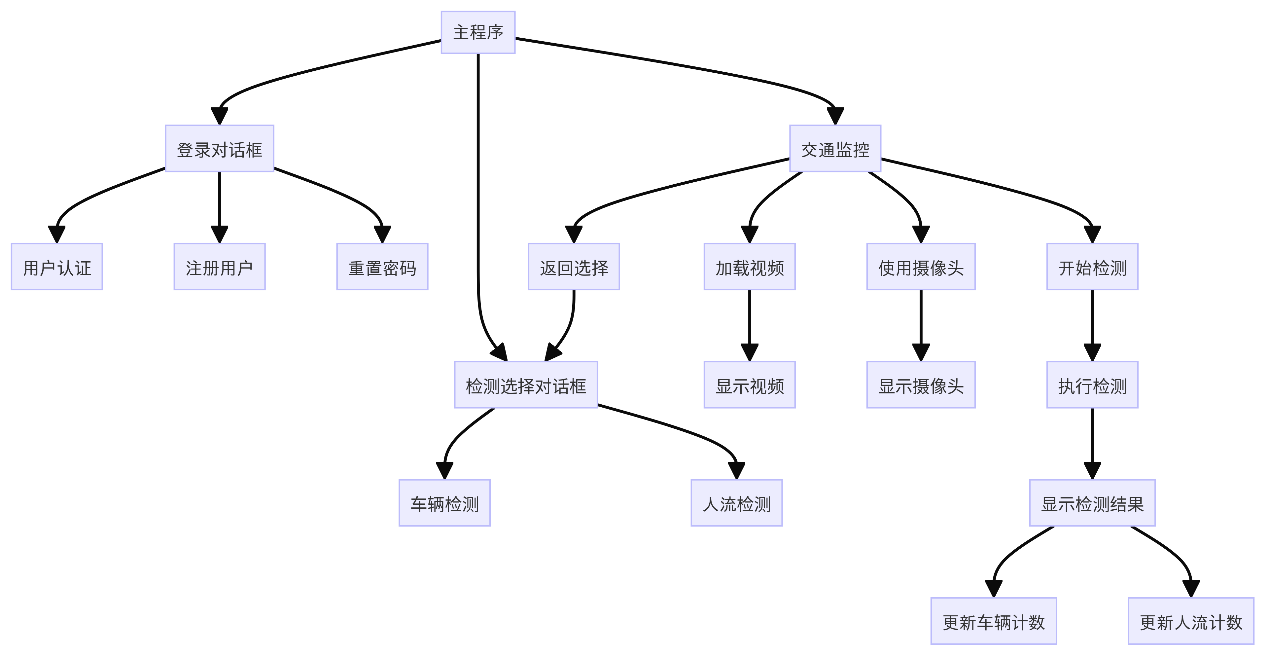 主程序
登录对话框
交通监控
用户认证
注册用户
重置密码
返回选择
加载视频
使用摄像头
开始检测
检测选择对话框
显示视频
显示摄像头
执行检测
车辆检测
人流检测
显示检测结果
更新车辆计数
更新人流计数